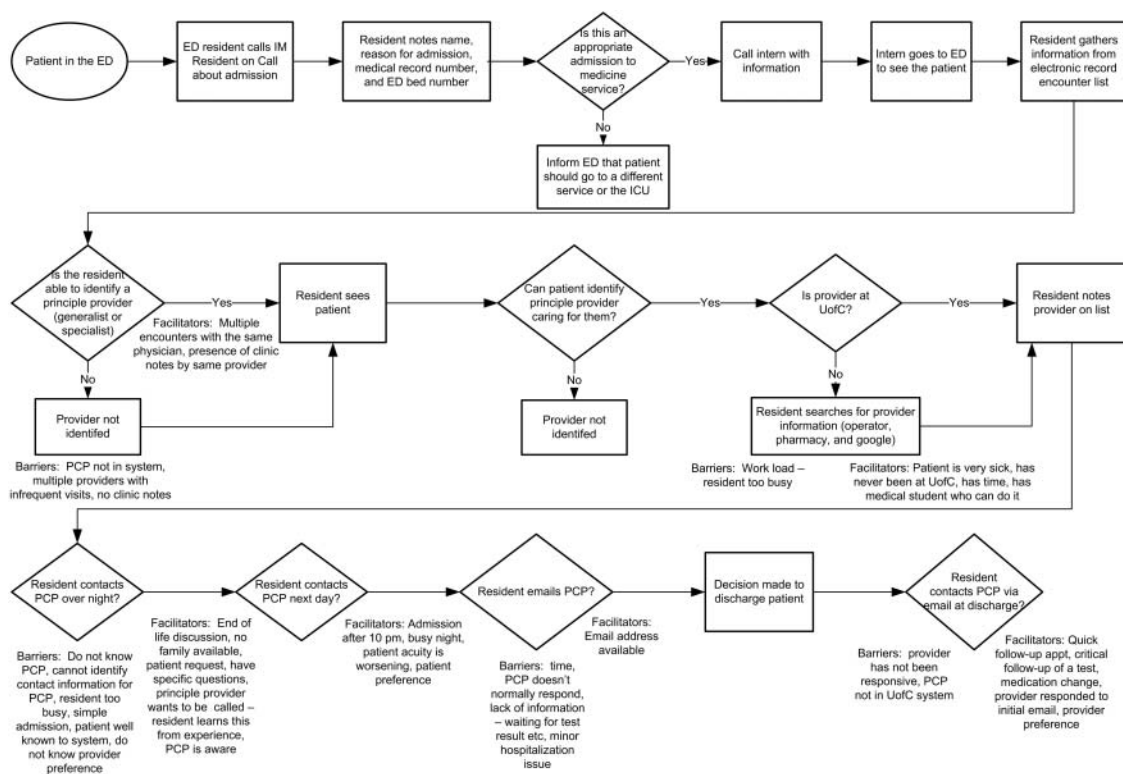 Patient in the ED
ED resident calls IM
Resident on Call
about admission
Resident notes name,
reason for admission,
medical record number,
and ED bed number
Is this an
appropriate
admission to
medicine
service?
Yes
No
Inform ED that patient
should go to a different
service or the ICU
Call intern with
information
Intern goes to ED
to see the patient
Resident gathers
information from
electronic record
encounter list
Is the resident
able to identify a
principle provider
(generalist or
specialist)
Yes
Facilitators: Multiple
encounters with the same
physician, presence of clinic
notes by same provider
No
Provider not
identifed
Barriers: PCP not in system,
multiple providers with
infrequent visits, no clinic notes
Resident sees
patient
Can patient identify
principle provider
caring for them?
Yes
No
Provider not
identified
Is provider at
UofC?
Yes
No
Resident searches for provider
information (operator,
pharmacy, and google)
Barriers: Work load –
resident too busy
Facilitators: Patient is very sick, has
never been at UofC, has time, has
medical student who can do it
Resident notes
provider on list
Resident contacts
PCP over night?
Barriers: Do not know
PCP, cannot identify
contact information for
PCP, resident too
busy, simple
admission, patient well
known to system, do
not know provider
preference
Facilitators: End of
life discussion, no
family available,
patient request, have
specific questions,
principle provider
wants to be called –
resident learns this
from experience,
PCP is aware
Resident contacts
PCP next day?
Facilitators: Admission
after 10 pm, busy night,
patient acuity is
worsening, patient
preference
Resident emails PCP?
Barriers: time,
PCP doesn't
normally respond,
lack of information
– waiting for test
result etc, minor
hospitalization
issue
Facilitators:
Email address
available
Decision made to
discharge patient
Barriers: provider
has not been
responsive, PCP
not in UofC system
Resident
contacts PCP via
email at discharge?
Facilitators: Quick
follow-up appt, critical
follow-up of a test,
medication change,
provider responded to
initial email, provider
preference